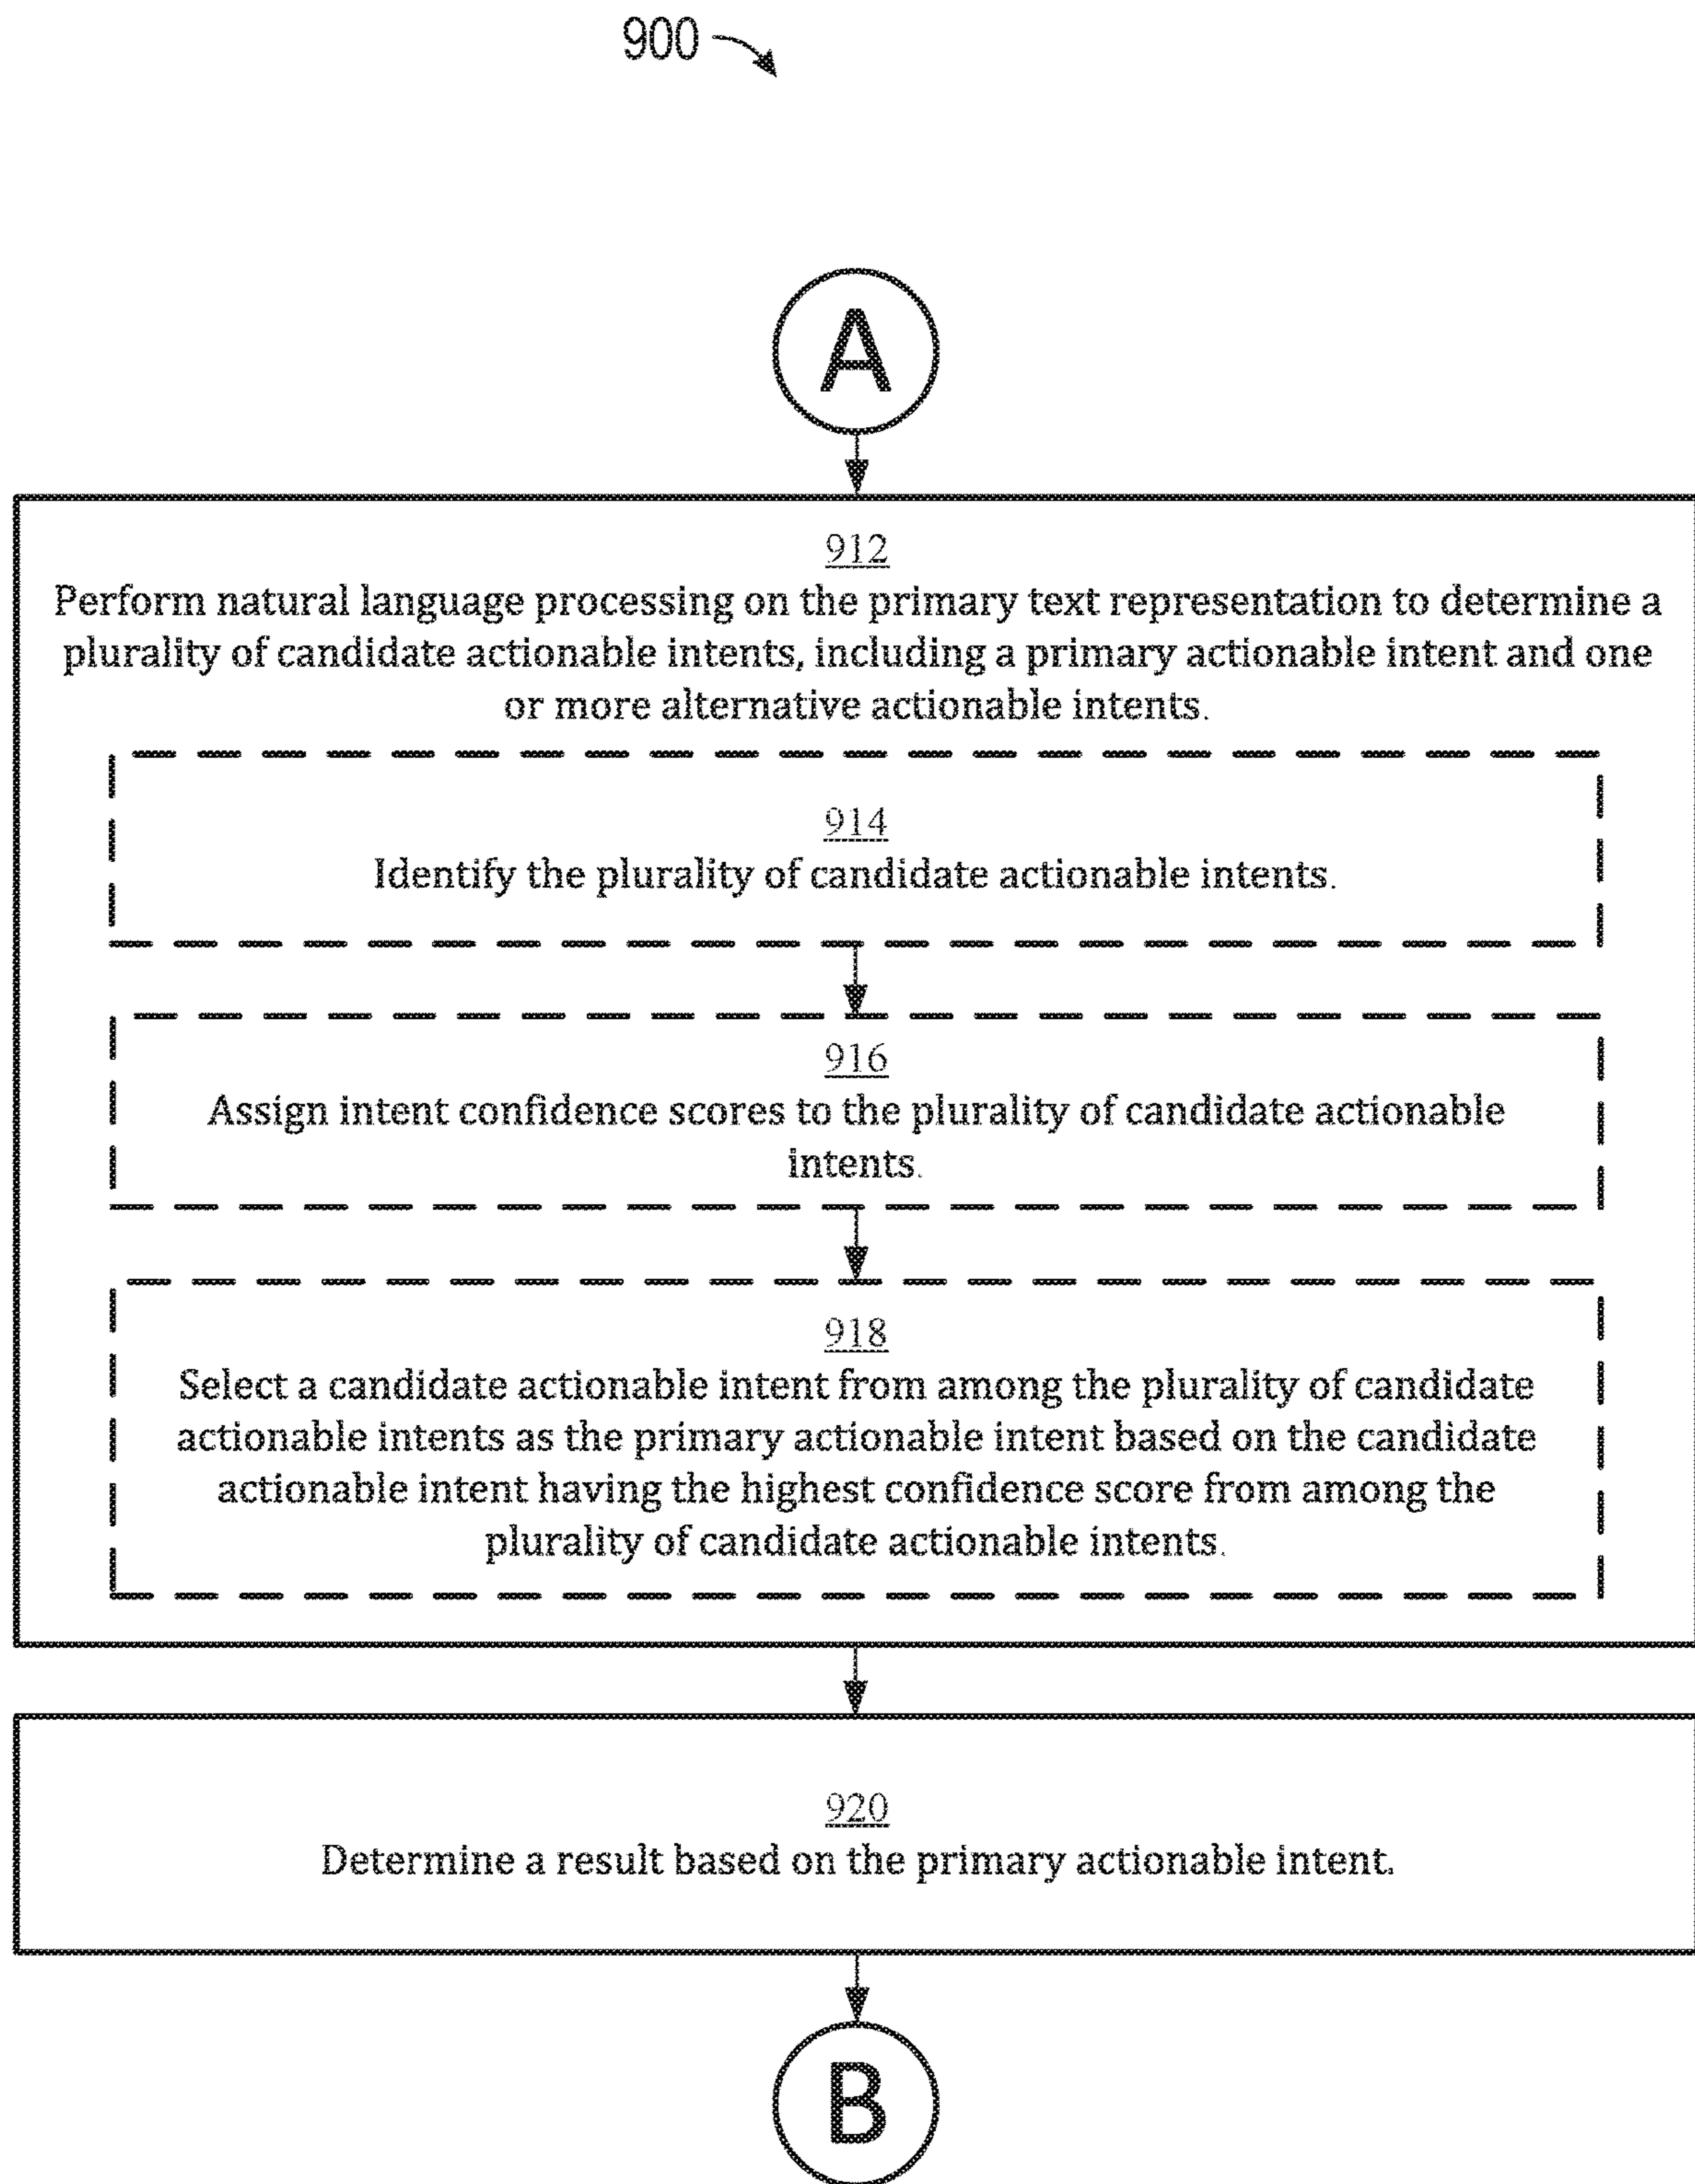 900
A
912
Perform natural language processing on the primary text representation to determine a
plurality of candidate actionable intents, including a primary actionable intent and one
or more alternative actionable intents.
914
Identify the plurality of candidate actionable intents.
916
Assign intent confidence scores to the plurality of candidate actionable
intents.
918
Select a candidate actionable intent from among the plurality of candidate
actionable intents as the primary actionable intent based on the candidate
actionable intent having the highest confidence score from among the
plurality of candidate actionable intents.
920
Determine a result based on the primary actionable intent.
B